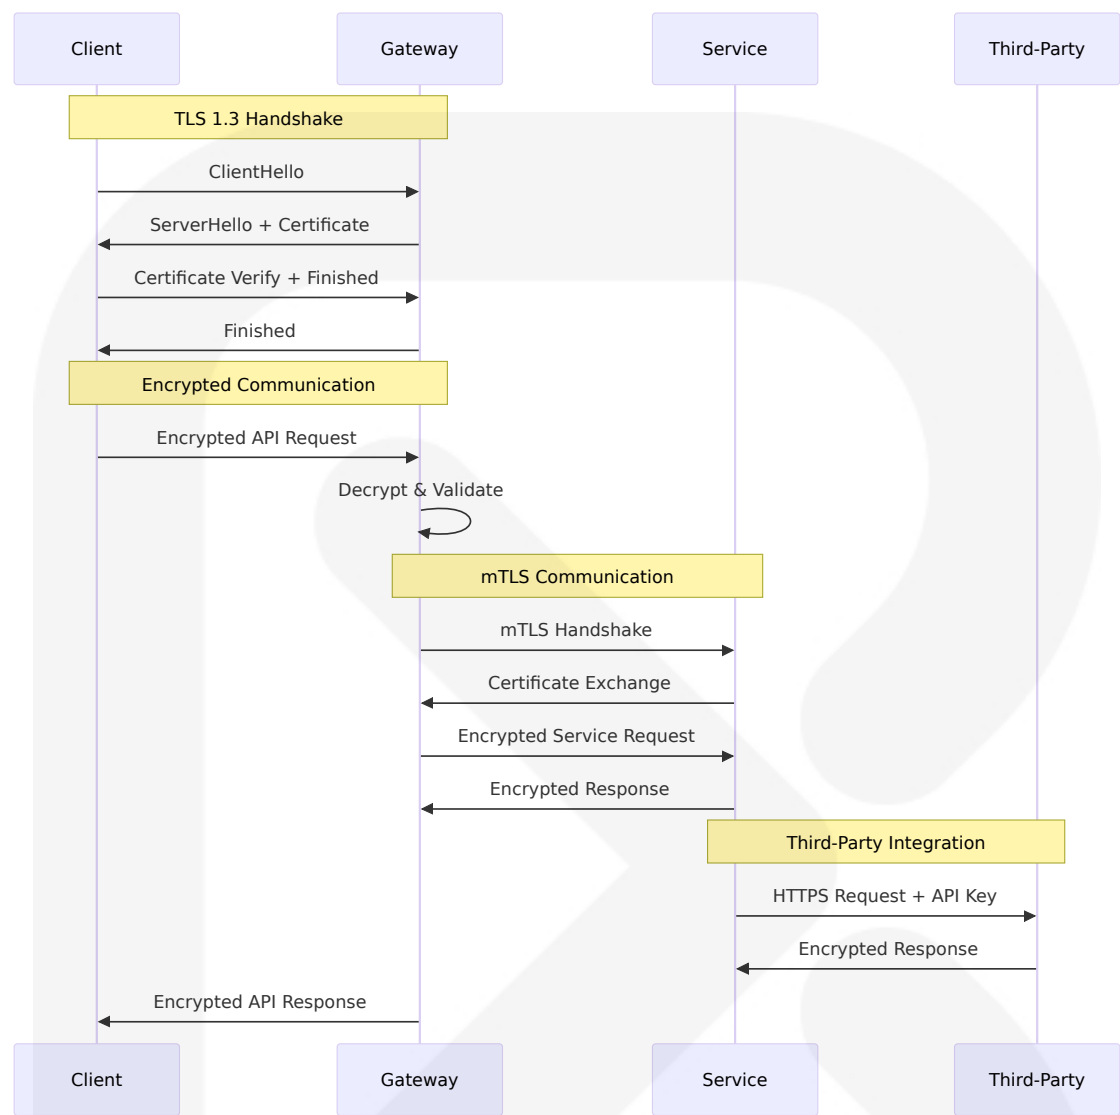 Client
Gateway
Service
Third-Party
TLS 1.3 Handshake
ClientHello
ServerHello + Certificate
Certificate Verify + Finished
Finished
Encrypted Communication
Encrypted API Request
Decrypt & Validate
mTLS Communication
mTLS Handshake
Certificate Exchange
Encrypted Service Request
Encrypted Response
Third-Party Integration
HTTPS Request + API Key
Encrypted Response
Encrypted API Response
Client
Gateway
Service
Third-Party